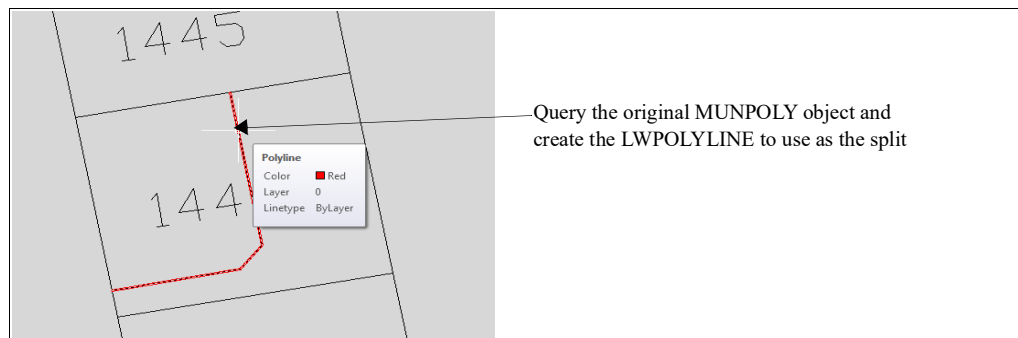 1445
Query the original MUNPOLY object and
create the LWPOLYLINE to use as the split
Polyline
Color Red
Layer 0
Linetype ByLayer
144